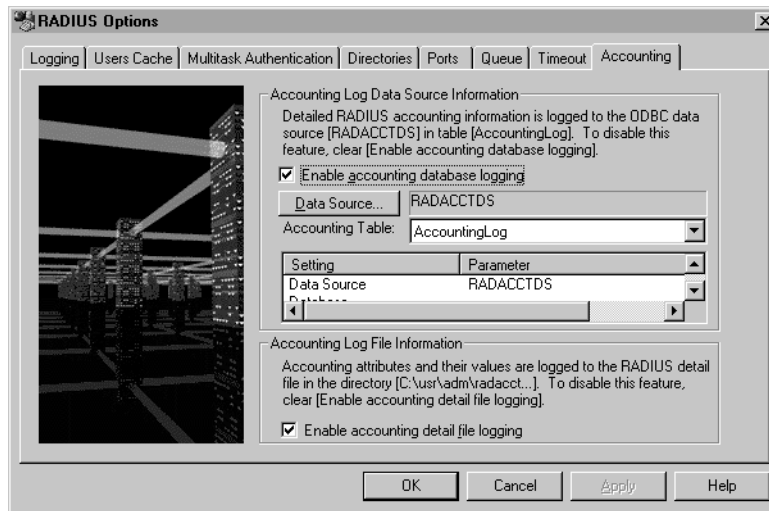 RADIUS Options
Logging Users Cache Multitask Authentication Directories Ports Queue Timeout Accounting
Accounting Log Data Source Information
Detailed RADIUS accounting information is logged to the ODBC data
source [RADACCTDS] in table [AccountingLog]. To disable this
feature, clear [Enable accounting database logging].
Enable accounting database logging
Data Source... RADACCTDS
Accounting Table: AccountingLog
Setting Parameter
Data Source RADACCTDS
Database
Accounting Log File Information
Accounting attributes and their values are logged to the RADIUS detail
file in the directory [C:\usr\adm\radacct...]. To disable this feature,
clear [Enable accounting detail file logging].
Enable accounting detail file logging
OK Cancel Apply Help